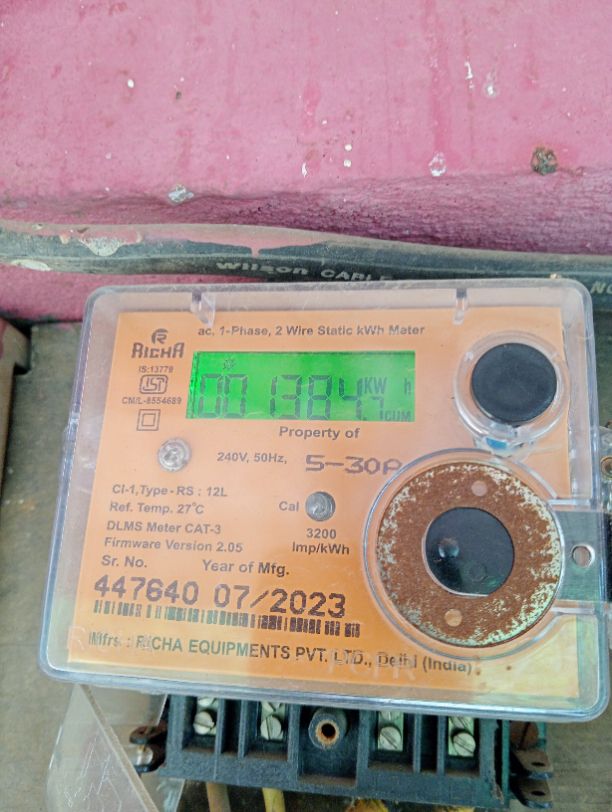 Wilson CABLE
ac, 1-Phase, 2 Wire Static kWh Meter
RICHA
IS:13779
ISI
CM/L-8554689
001384.7 KW h
1CUM
Property of
240V, 50Hz, 5-30A
Cl-1, Type - RS : 12L
Ref. Temp. 27°C
DLMS Meter CAT-3
Firmware Version 2.05
Cal
3200
Imp/kWh
Sr. No. Year of Mfg.
447640 07/2023
Mfrs : RICHA EQUIPMENTS PVT. LTD., Delhi (India)